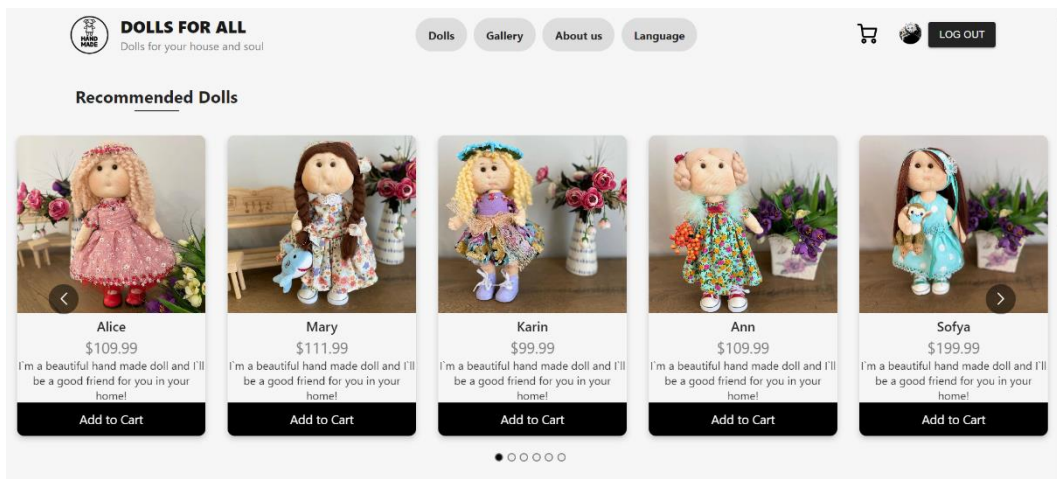 HAND
MADE
DOLLS FOR ALL
Dolls for your house and soul
Dolls
Gallery
About us
Language
LOG OUT
Recommended Dolls
Alice
$109.99
I`m a beautiful hand made doll and I`ll
be a good friend for you in your
home!
Add to Cart
Mary
$111.99
I`m a beautiful hand made doll and I`ll
be a good friend for you in your
home!
Add to Cart
Karin
$99.99
I`m a beautiful hand made doll and I`ll
be a good friend for you in your
home!
Add to Cart
Ann
$109.99
I`m a beautiful hand made doll and I`ll
be a good friend for you in your
home!
Add to Cart
Sofya
$199.99
I`m a beautiful hand made doll and I`ll
be a good friend for you in your
home!
Add to Cart